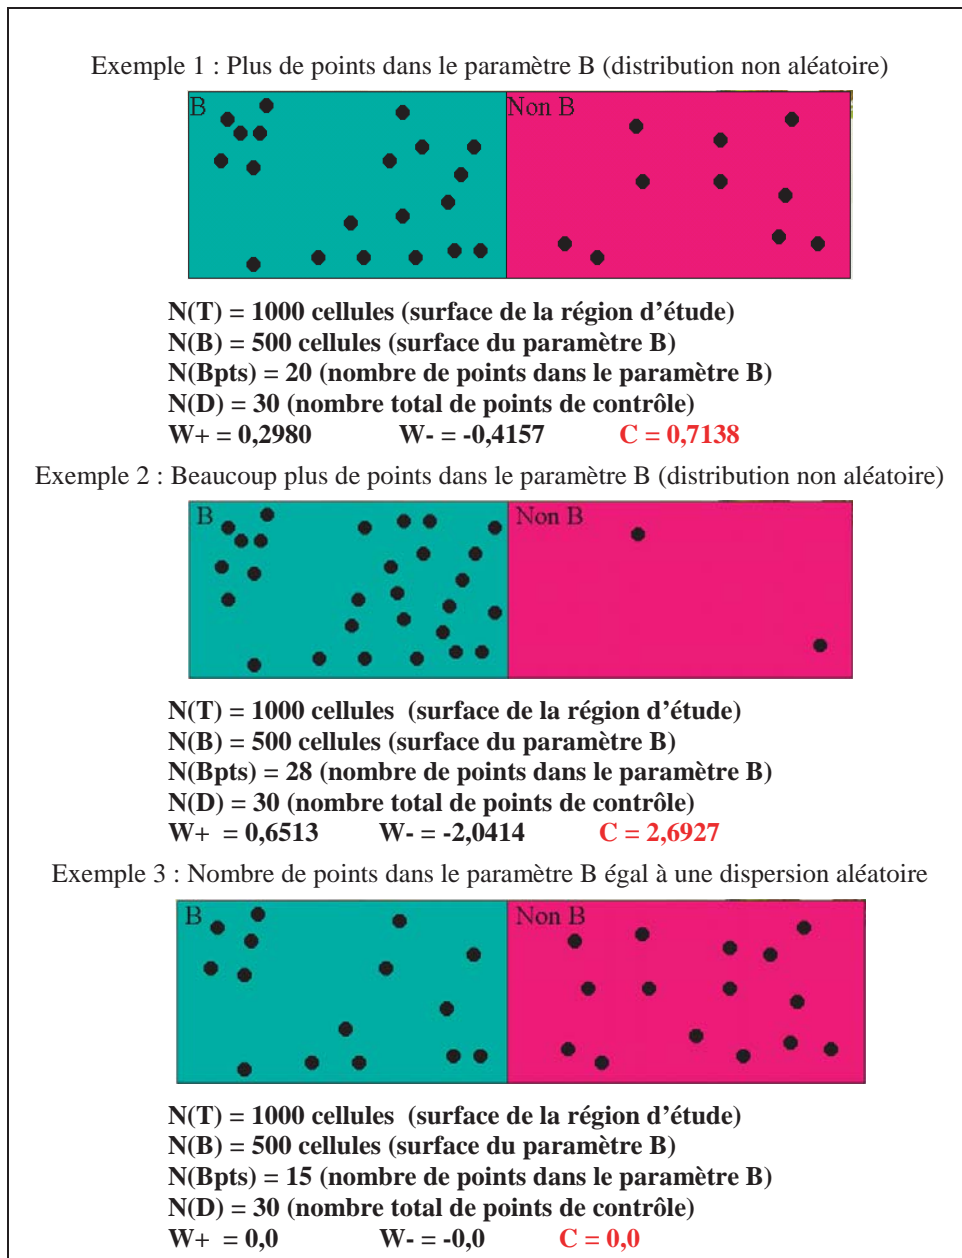 Exemple 1 : Plus de points dans le paramètre B (distribution non aléatoire)
B
Non B
N(T) = 1000 cellules (surface de la région d'étude)
N(B) = 500 cellules (surface du paramètre B)
N(Bpts) = 20 (nombre de points dans le paramètre B)
N(D) = 30 (nombre total de points de contrôle)
W+ = 0,2980 W- = -0,4157 C = 0,7138
Exemple 2 : Beaucoup plus de points dans le paramètre B (distribution non aléatoire)
B
Non B
N(T) = 1000 cellules (surface de la région d'étude)
N(B) = 500 cellules (surface du paramètre B)
N(Bpts) = 28 (nombre de points dans le paramètre B)
N(D) = 30 (nombre total de points de contrôle)
W+ = 0,6513 W- = -2,0414 C = 2,6927
Exemple 3 : Nombre de points dans le paramètre B égal à une dispersion aléatoire
B
Non B
N(T) = 1000 cellules (surface de la région d'étude)
N(B) = 500 cellules (surface du paramètre B)
N(Bpts) = 15 (nombre de points dans le paramètre B)
N(D) = 30 (nombre total de points de contrôle)
W+ = 0,0 W- = -0,0 C = 0,0